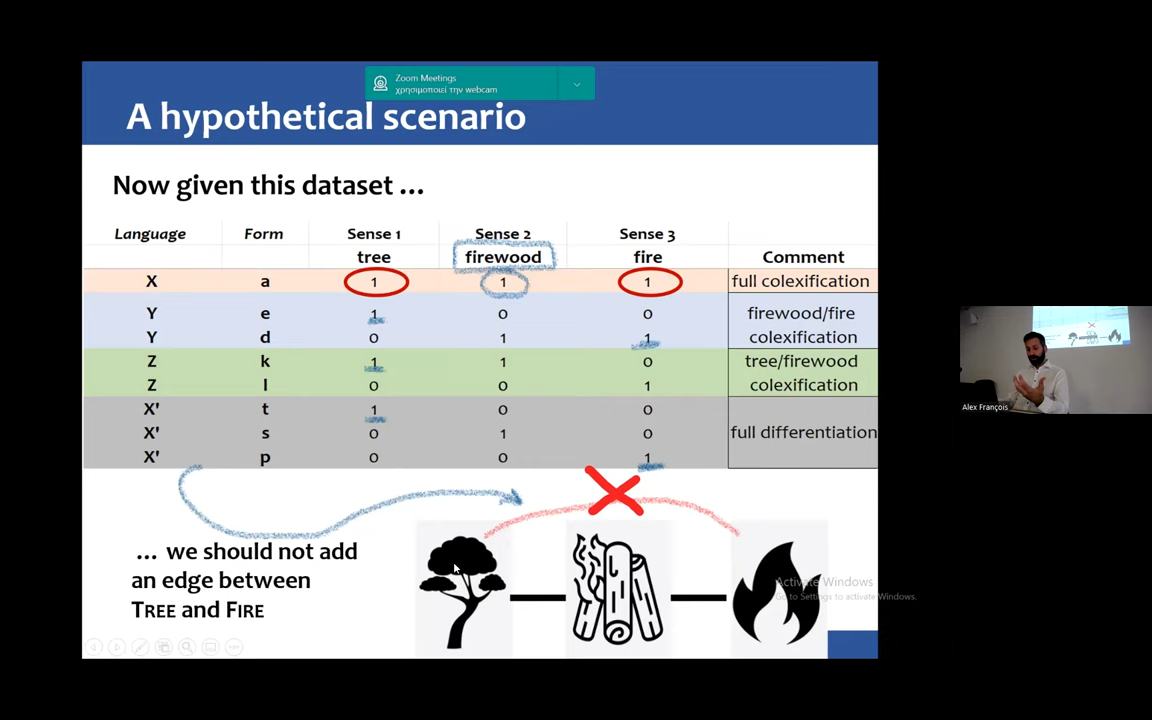 Zoom Meetings
χρησιμοποιεί την webcam
A hypothetical scenario
Now given this dataset ...
Language Form Sense 1 Sense 2 Sense 3
tree firewood fire Comment
X a 1 1 1 full colexification
Y e 1 0 0 firewood/fire
Y d 0 1 1 colexification
Z k 1 1 0 tree/firewood
Z l 0 0 1 colexification
X' t 1 0 0
X' s 0 1 0 full differentiation
X' p 0 0 1
... we should not add
an edge between
TREE and FIRE
Activate Windows
Go to Settings to activate Windows.
Alex François